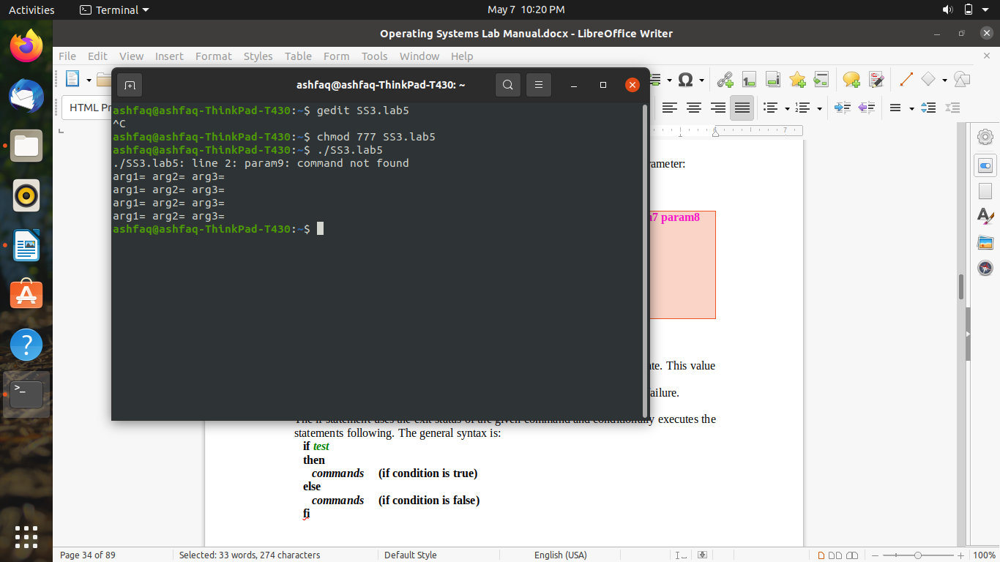 Activities Terminal May 7 10:20 PM
Operating Systems Lab Manual.docx - LibreOffice Writer
File Edit View Insert Format Styles Table Form Tools Window Help
ashfaq@ashfaq-ThinkPad-T430: ~
HTML Pr
ashfaq@ashfaq-ThinkPad-T430:~$ gedit SS3.lab5
^C
ashfaq@ashfaq-ThinkPad-T430:~$ chmod 777 SS3.lab5
ashfaq@ashfaq-ThinkPad-T430:~$ ./SS3.lab5
./SS3.lab5: line 2: param9: command not found
arg1= arg2= arg3=
arg1= arg2= arg3=
arg1= arg2= arg3=
arg1= arg2= arg3=
ashfaq@ashfaq-ThinkPad-T430:~$
6 7
rameter:
7 param8
te. This value
failure.
The if statement uses the exit status of the given command and conditionally executes the
statements following. The general syntax is:
if test
then
commands (if condition is true)
else
commands (if condition is false)
fi
Page 34 of 89 Selected: 33 words, 274 characters Default Style English (USA) 100%